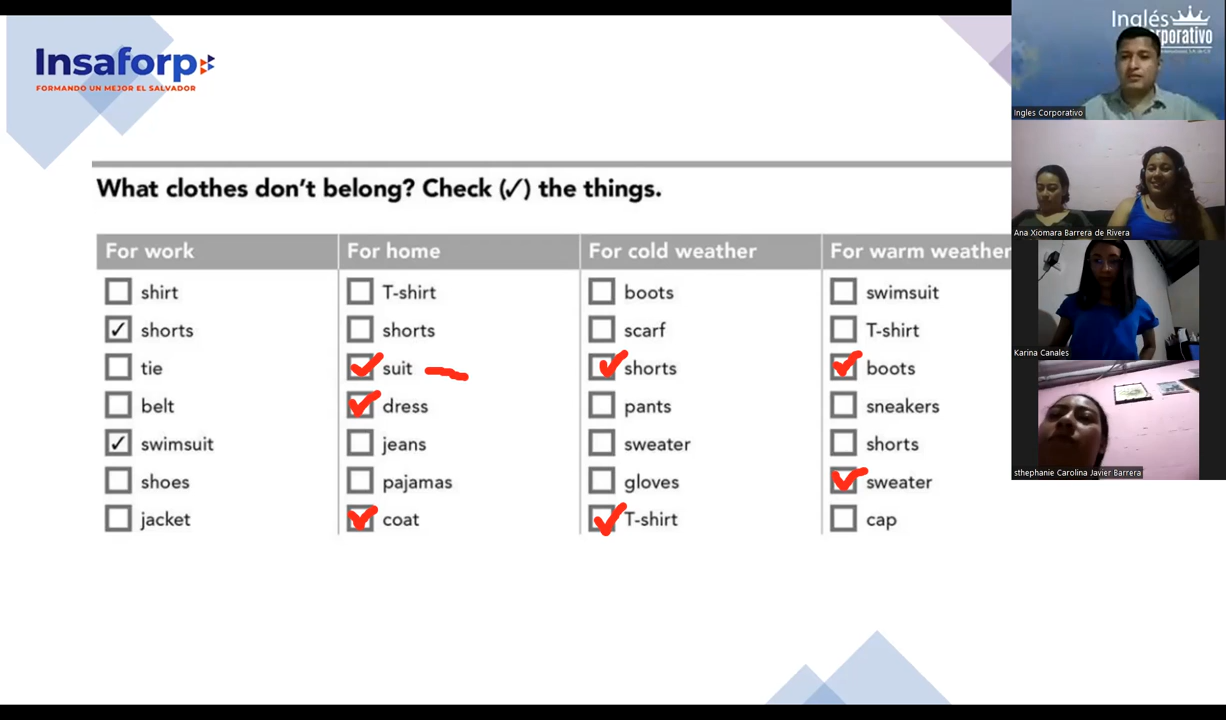 Insaforp
FORMANDO UN MEJOR EL SALVADOR
What clothes don't belong? Check (✓) the things.
For work
shirt
✓ shorts
tie
belt
✓ swimsuit
shoes
jacket
For home
T-shirt
shorts
✓ suit
✓ dress
jeans
pajamas
✓ coat
For cold weather
boots
scarf
✓ shorts
pants
sweater
gloves
✓ T-shirt
For warm weather
swimsuit
T-shirt
✓ boots
sneakers
shorts
✓ sweater
cap
Inglés
Corporativo
Ingles Corporativo
Ana Xiomara Barrera de Rivera
Karina Canales
sthephanie Carolina Javier Barrera